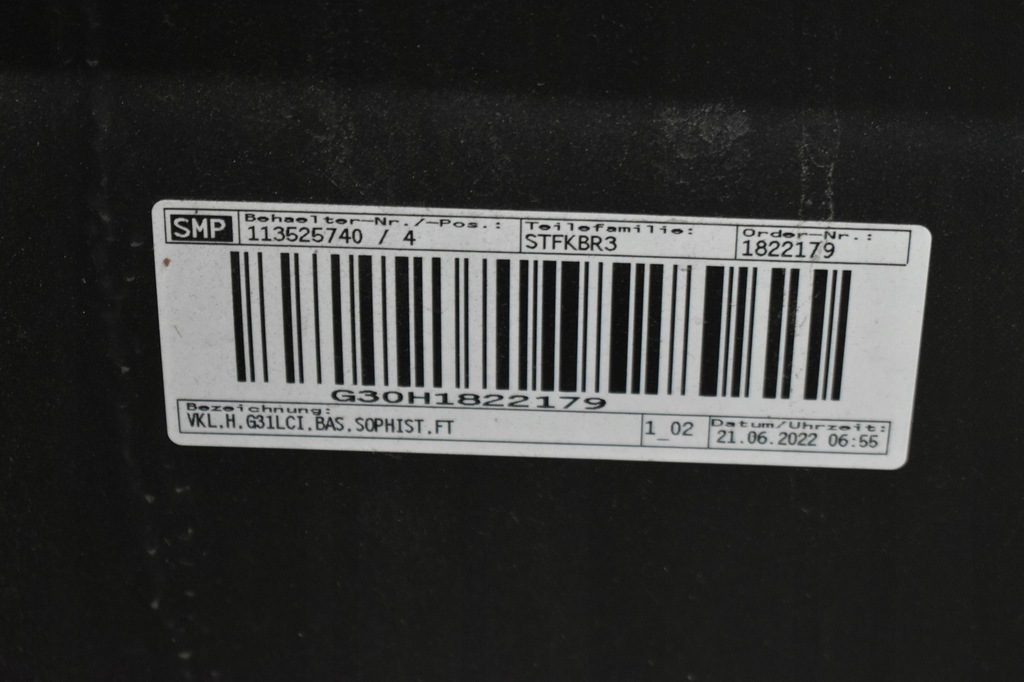 SMP
Behaelter-Nr./-Pos.:
113525740 / 4
Teilefamilie:
STFKBR3
Order-Nr.:
1822179
G30H1822179
Bezeichnung:
VKL.H.G31LCI.BAS.SOPHIST.FT
1_02
Datum/Uhrzeit:
21.06.2022 06:55